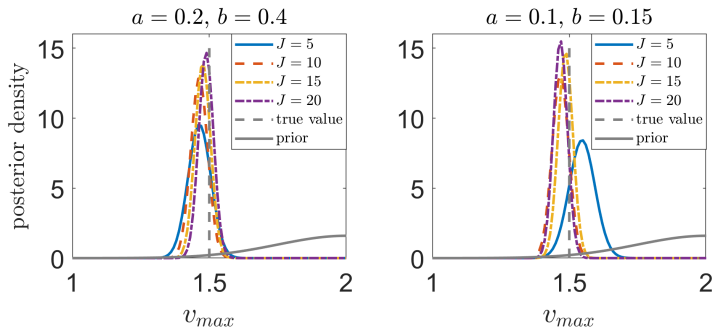 a = 0.2, b = 0.4
posterior density
15
10
5
0
1
1.5
2
v_max
J = 5
J = 10
J = 15
J = 20
true value
prior
a = 0.1, b = 0.15
15
10
5
0
1
1.5
2
v_max
J = 5
J = 10
J = 15
J = 20
true value
prior